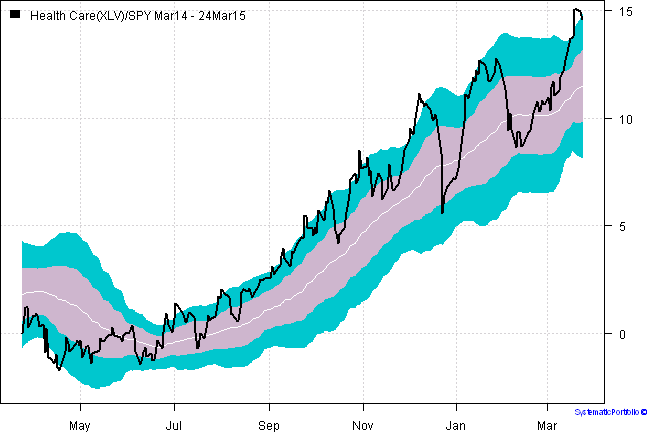 Health Care(XLV)/SPY Mar14 - 24Mar15
15
10
5
0
May Jul Sep Nov Jan Mar
SystematicPortfolio ©